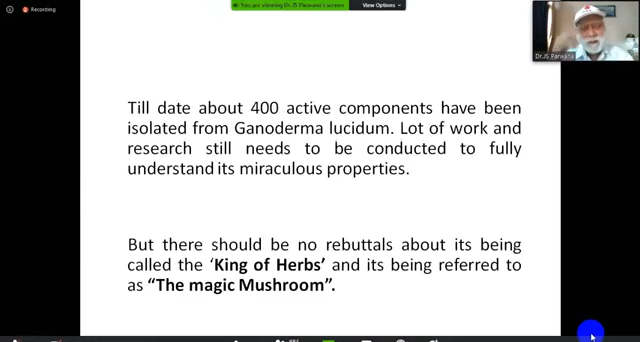 Recording
You are viewing Dr.JS Parwana's screen
View Options
Dr.JS Parwana
Till date about 400 active components have been
isolated from Ganoderma lucidum. Lot of work and
research still needs to be conducted to fully
understand its miraculous properties.
But there should be no rebuttals about its being
called the ‘King of Herbs’ and its being referred to
as “The magic Mushroom”.